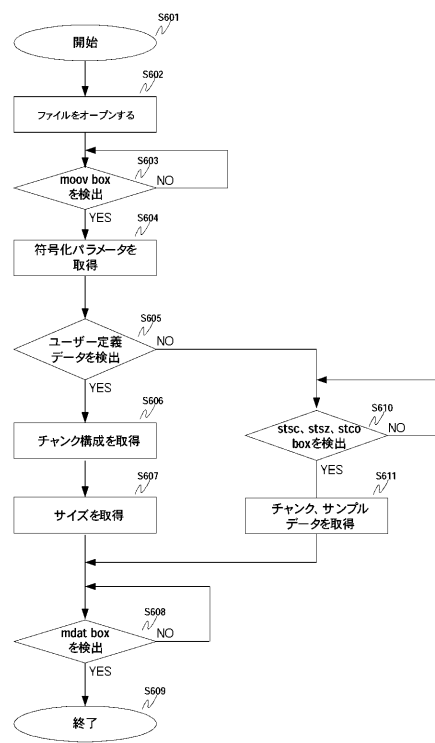 S601
開始
S602
ファイルをオープンする
S603
moov box
を検出
NO
YES
S604
符号化パラメータを
取得
S605
ユーザー定義
データを検出
NO
YES
S606
チャンク構成を取得
S607
サイズを取得
S610
stsc、stsz、stco
boxを検出
NO
YES
S611
チャンク、サンプル
データを取得
S608
mdat box
を検出
NO
YES
S609
終了